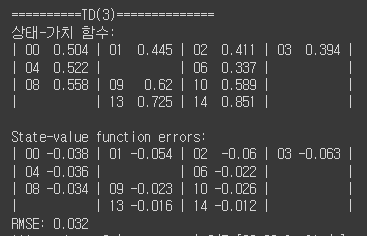 ==========TD(3)=============
상태-가치 함수:
| 00  0.504 | 01  0.445 | 02  0.411 | 03  0.394 |
| 04  0.522 |           | 06  0.337 |           |
| 08  0.558 | 09   0.62 | 10  0.589 |           |
|           | 13  0.725 | 14  0.851 |           |
State-value function errors:
| 00 -0.038 | 01 -0.054 | 02  -0.06 | 03 -0.063 |
| 04 -0.036 |           | 06 -0.022 |           |
| 08 -0.034 | 09 -0.023 | 10 -0.026 |           |
|           | 13 -0.016 | 14 -0.012 |           |
RMSE: 0.032